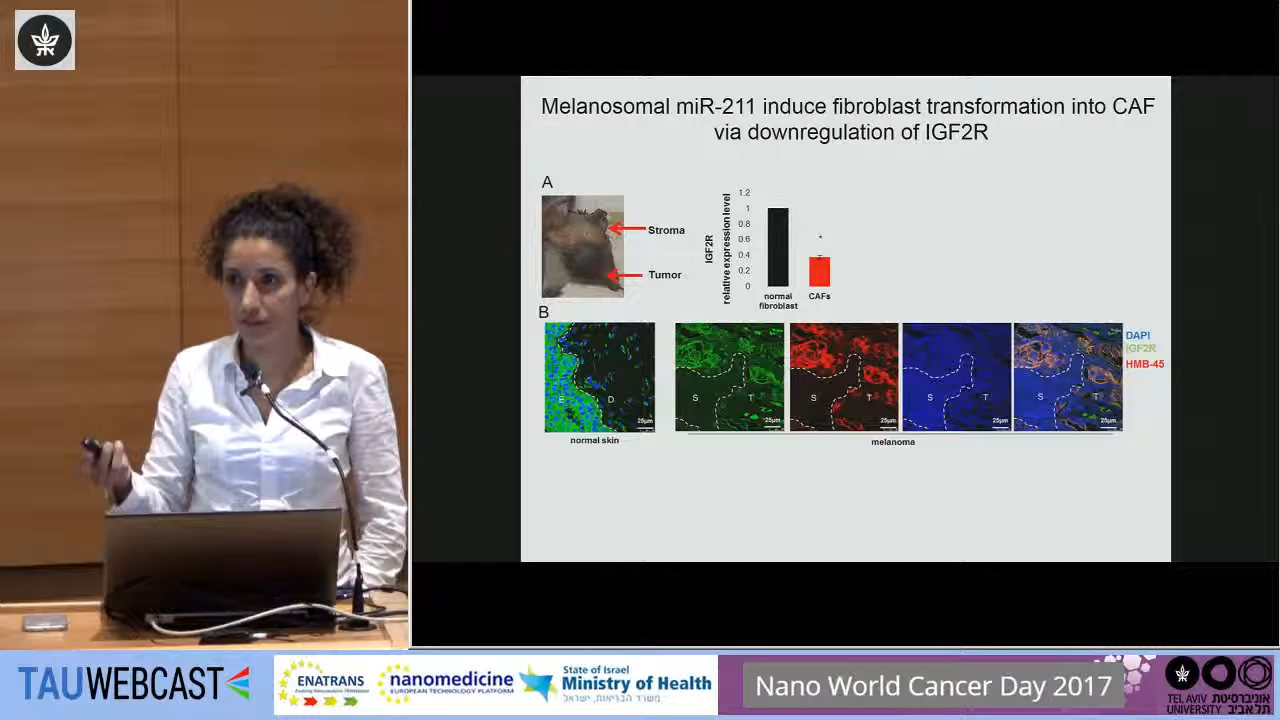 Melanosomal miR-211 induce fibroblast transformation into CAF
via downregulation of IGF2R
A
Stroma
Tumor
IGF2R
relative expression level
1.2
1
0.8
0.6
0.4
0.2
0
*
normal
fibroblast
CAFs
B
E
D
25µm
normal skin
S
T
25µm
S
T
25µm
S
T
25µm
S
T
25µm
melanoma
DAPI
IGF2R
HMB-45
TAUWEBCAST
ENATRANS
nanomedicine
EUROPEAN TECHNOLOGY PLATFORM
State of Israel
Ministry of Health
משרד הבריאות, ישראל
Nano World Cancer Day 2017
TEL AVIV UNIVERSITY
אוניברסיטת תל אביב